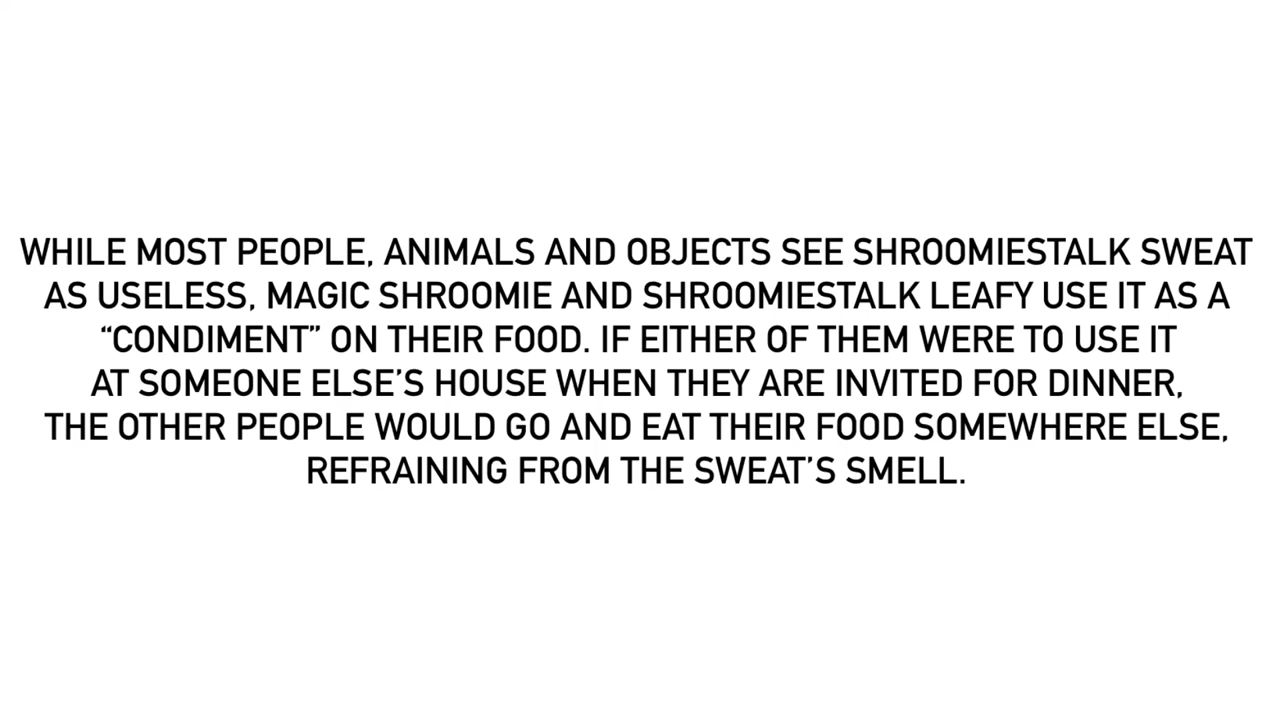 WHILE MOST PEOPLE, ANIMALS AND OBJECTS SEE SHROOMIESTALK SWEAT
AS USELESS, MAGIC SHROOMIE AND SHROOMIESTALK LEAFY USE IT AS A
“CONDIMENT” ON THEIR FOOD. IF EITHER OF THEM WERE TO USE IT
AT SOMEONE ELSE’S HOUSE WHEN THEY ARE INVITED FOR DINNER,
THE OTHER PEOPLE WOULD GO AND EAT THEIR FOOD SOMEWHERE ELSE,
REFRAINING FROM THE SWEAT’S SMELL.